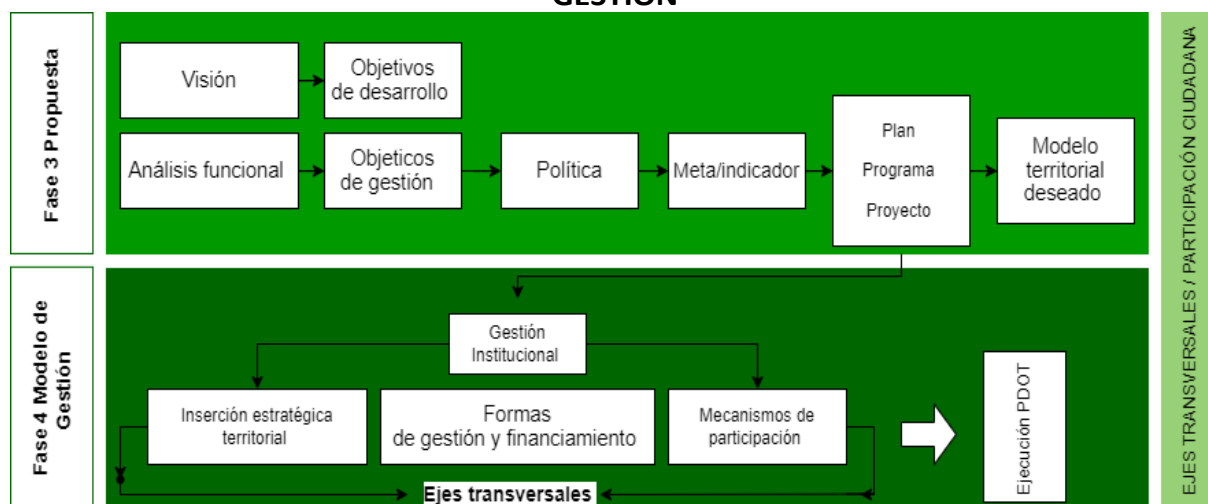 GESTIÓN
Fase 3 Propuesta
Visión
Objetivos
de desarrollo
Análisis funcional
Objeticos
de gestión
Política
Meta/indicador
Plan
Programa
Proyecto
Modelo
territorial
deseado
Fase 4 Modelo de
Gestión
Gestión
Institucional
Inserción estratégica
territorial
Formas
de gestión y financiamiento
Mecanismos de
participación
Ejes transversales
Ejecución PDOT
EJES TRANSVERSALES / PARTICIPACIÓN CIUDADANA